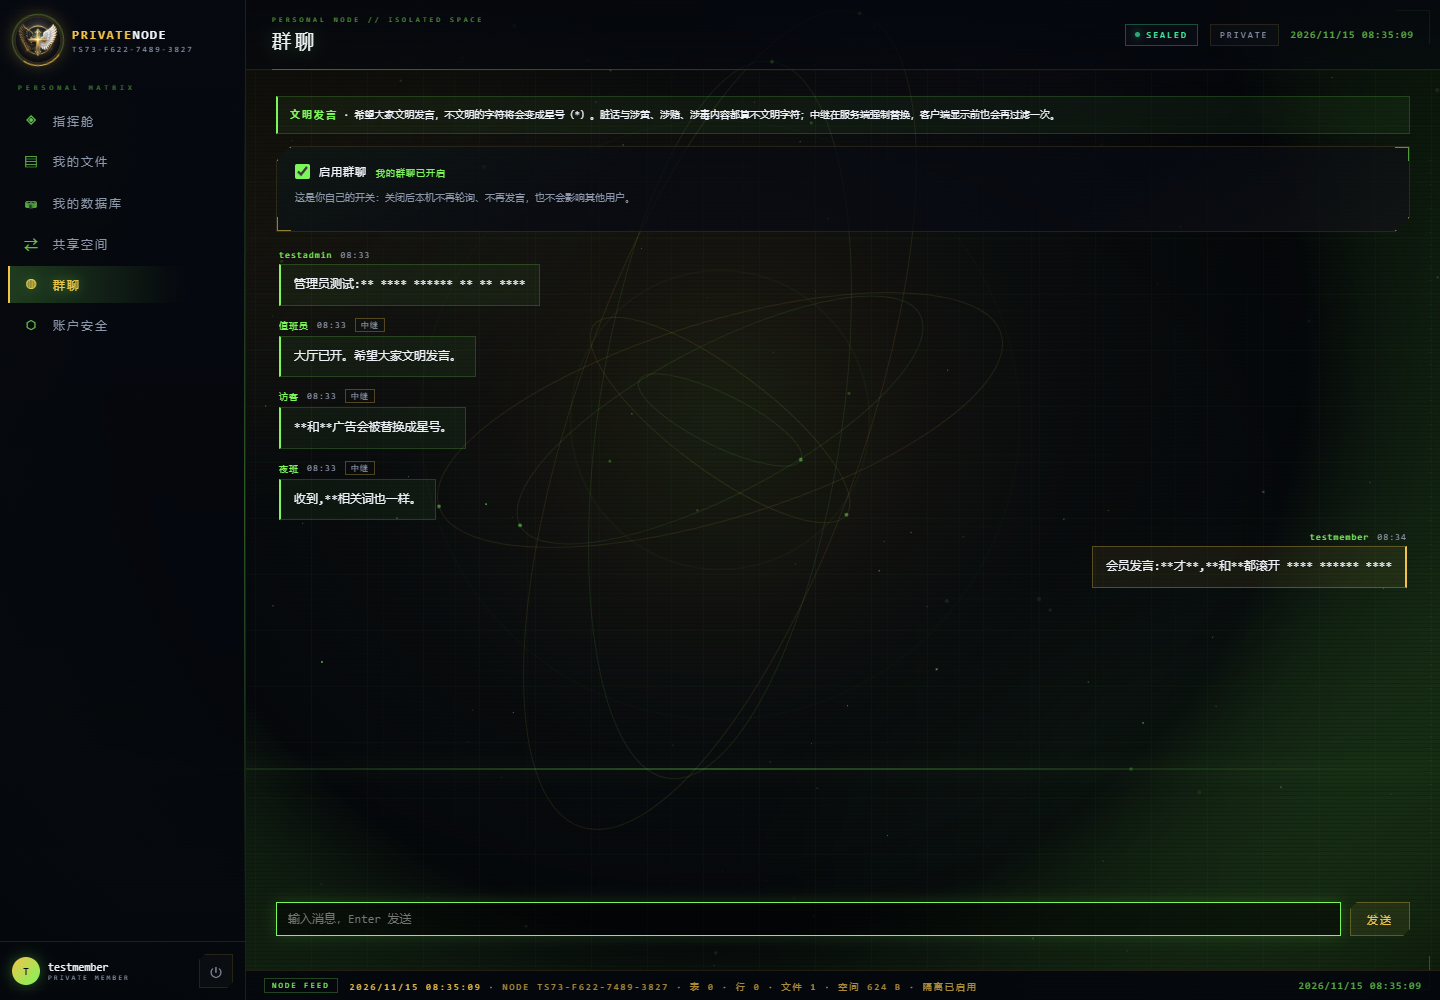 PRIVATENODE
TS73-F622-7489-3827
PERSONAL MATRIX
指挥舱
我的文件
我的数据库
共享空间
群聊
账户安全
T
testmember
PRIVATE MEMBER
PERSONAL NODE // ISOLATED SPACE
群聊
SEALED
PRIVATE
2026/11/15 08:35:09
文明发言 · 希望大家文明发言，不文明的字符将会变成星号（*）。脏话与涉黄、涉赌、涉毒内容都算不文明字符；中继在服务端强制替换，客户端显示前也会再过滤一次。
启用群聊 我的群聊已开启
这是你自己的开关：关闭后本机不再轮询、不再发言，也不会影响其他用户。
testadmin 08:33
管理员测试:** **** ****** ** ** ****
值班员 08:33 中继
大厅已开。希望大家文明发言。
访客 08:33 中继
**和**广告会被替换成星号。
夜班 08:33 中继
收到,**相关词也一样。
testmember 08:34
会员发言:**才**,**和**都滚开 **** ****** ****
输入消息，Enter 发送
发送
NODE FEED
2026/11/15 08:35:09 · NODE TS73-F622-7489-3827 · 表 0 · 行 0 · 文件 1 · 空间 624 B · 隔离已启用
2026/11/15 08:35:09